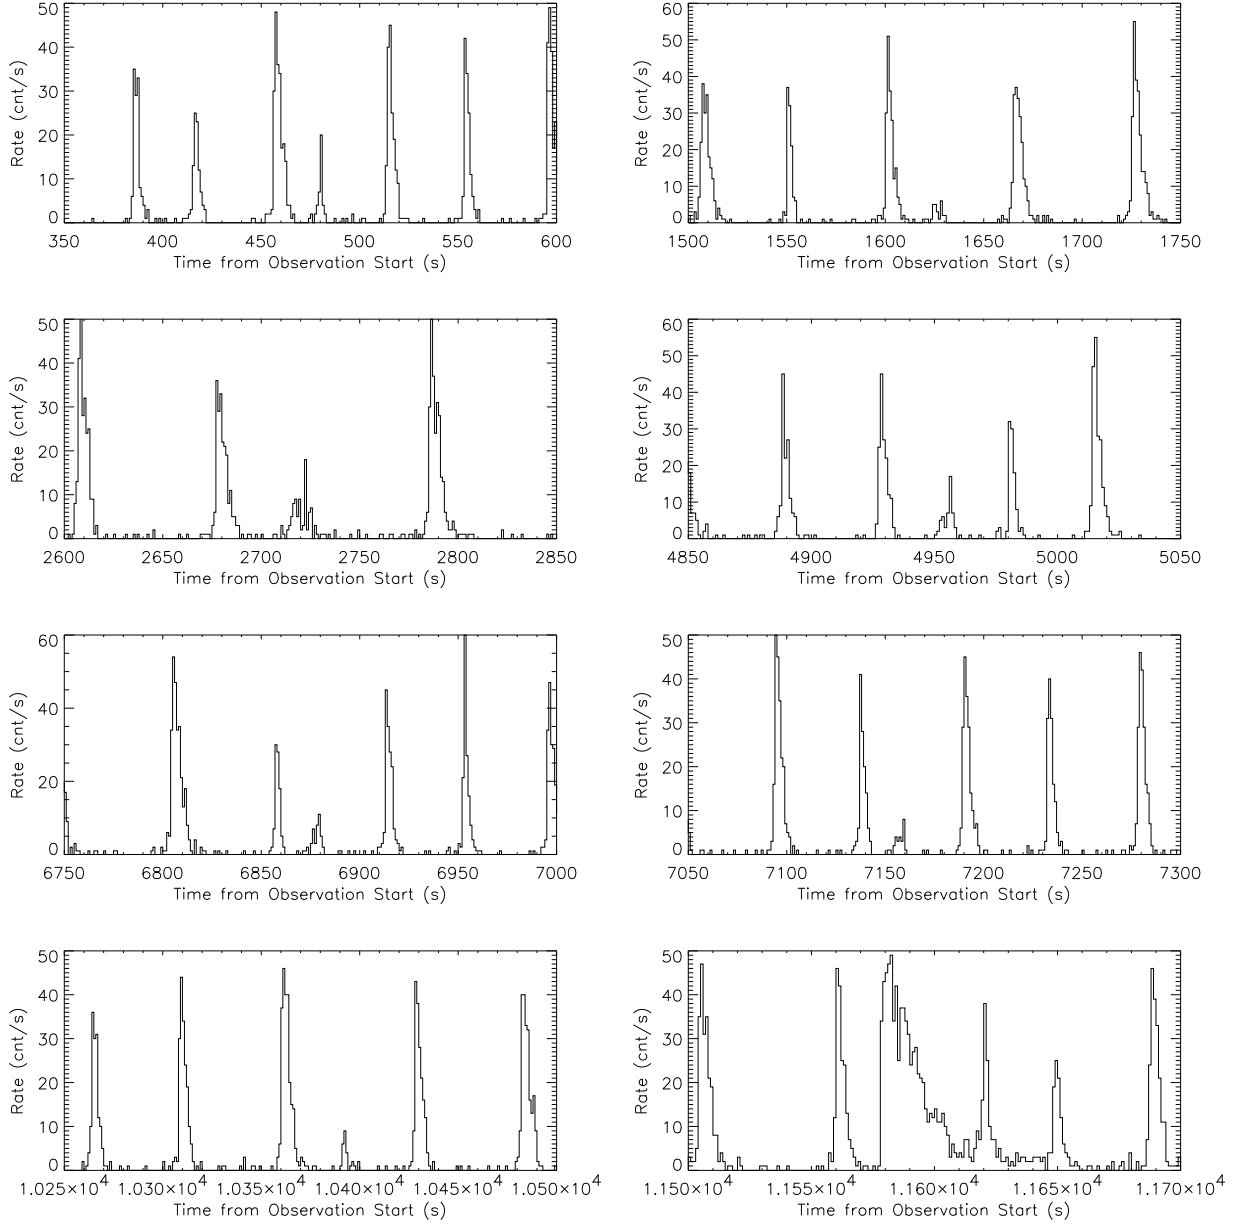 50 60
40 50
30 40
20 30
10 20
0 10
0
Rate (cnt/s) Rate (cnt/s)
350 400 450 500 550 600 1500 1550 1600 1650 1700 1750
Time from Observation Start (s) Time from Observation Start (s)
50 60
40 50
30 40
20 30
10 20
0 10
0
Rate (cnt/s) Rate (cnt/s)
2600 2650 2700 2750 2800 2850 4850 4900 4950 5000 5050
Time from Observation Start (s) Time from Observation Start (s)
60 50
40 40
20 30
0 20
10
0
Rate (cnt/s) Rate (cnt/s)
6750 6800 6850 6900 6950 7000 7050 7100 7150 7200 7250 7300
Time from Observation Start (s) Time from Observation Start (s)
50 50
40 40
30 30
20 20
10 10
0 0
Rate (cnt/s) Rate (cnt/s)
1.025×10⁴ 1.030×10⁴ 1.035×10⁴ 1.040×10⁴ 1.045×10⁴ 1.050×10⁴ 1.150×10⁴ 1.155×10⁴ 1.160×10⁴ 1.165×10⁴ 1.170×10⁴
Time from Observation Start (s) Time from Observation Start (s)